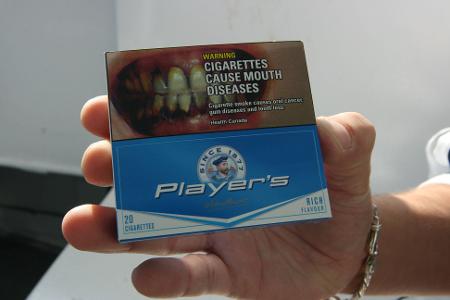 WARNING
CIGARETTES
CAUSE MOUTH
DISEASES
Cigarette smoke causes oral cancer,
gum diseases and tooth loss.
Health Canada
SINCE 1877
Player's
20
CIGARETTES
RICH
FLAVOUR